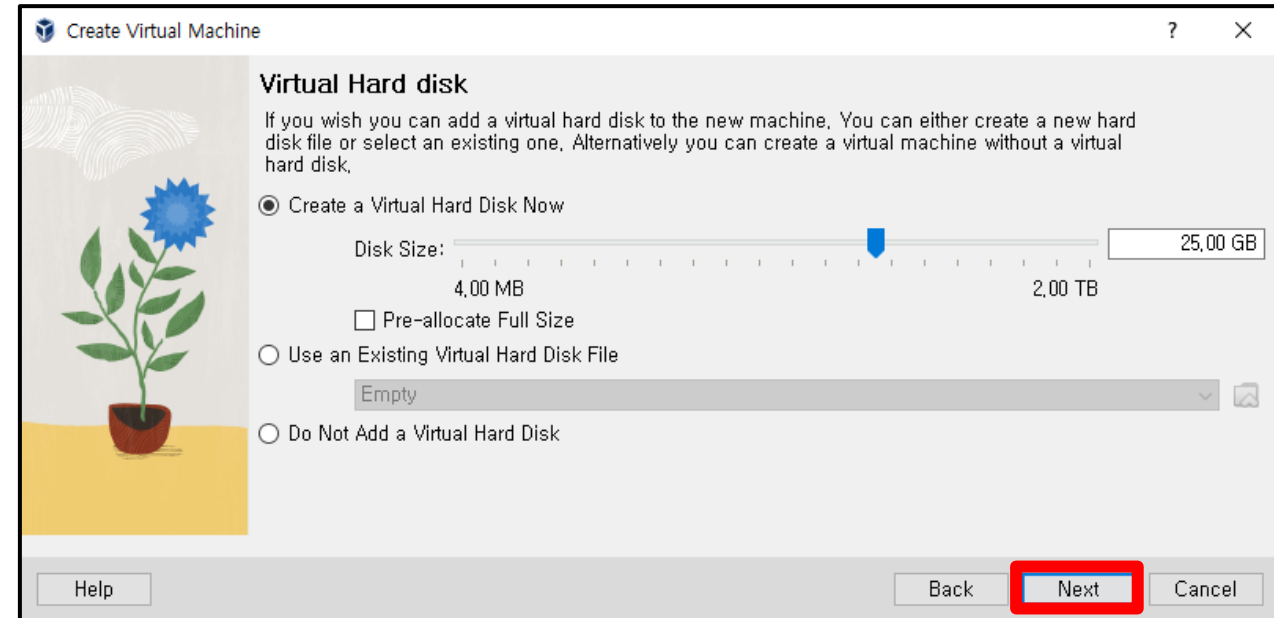 Create Virtual Machine
?
Virtual Hard disk
If you wish you can add a virtual hard disk to the new machine, You can either create a new hard
disk file or select an existing one, Alternatively you can create a virtual machine without a virtual
hard disk,
Create a Virtual Hard Disk Now
Disk Size:
25,00 GB
4,00 MB
2,00 TB
Pre-allocate Full Size
Use an Existing Virtual Hard Disk File
Empty
Do Not Add a Virtual Hard Disk
Help
Back
Next
Cancel